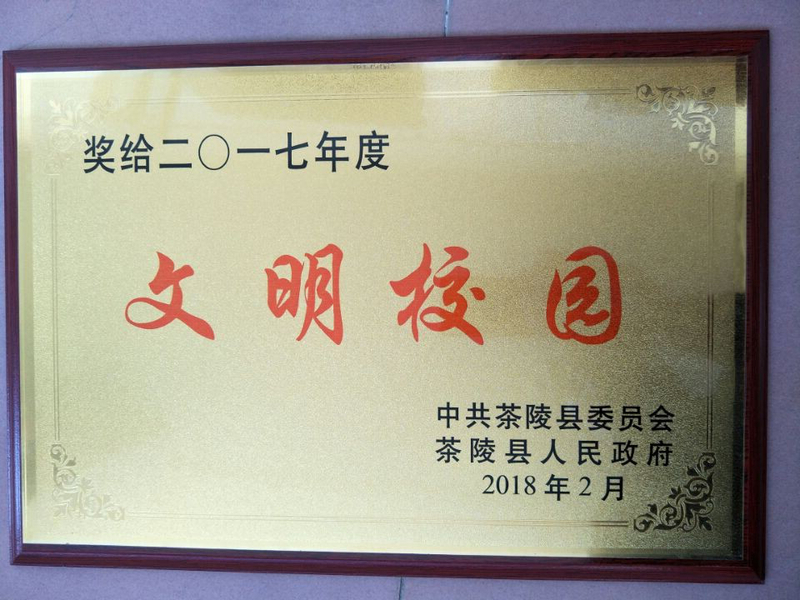 奖给二〇一七年度
文明校园
中共茶陵县委员会
茶陵县人民政府
2018年2月